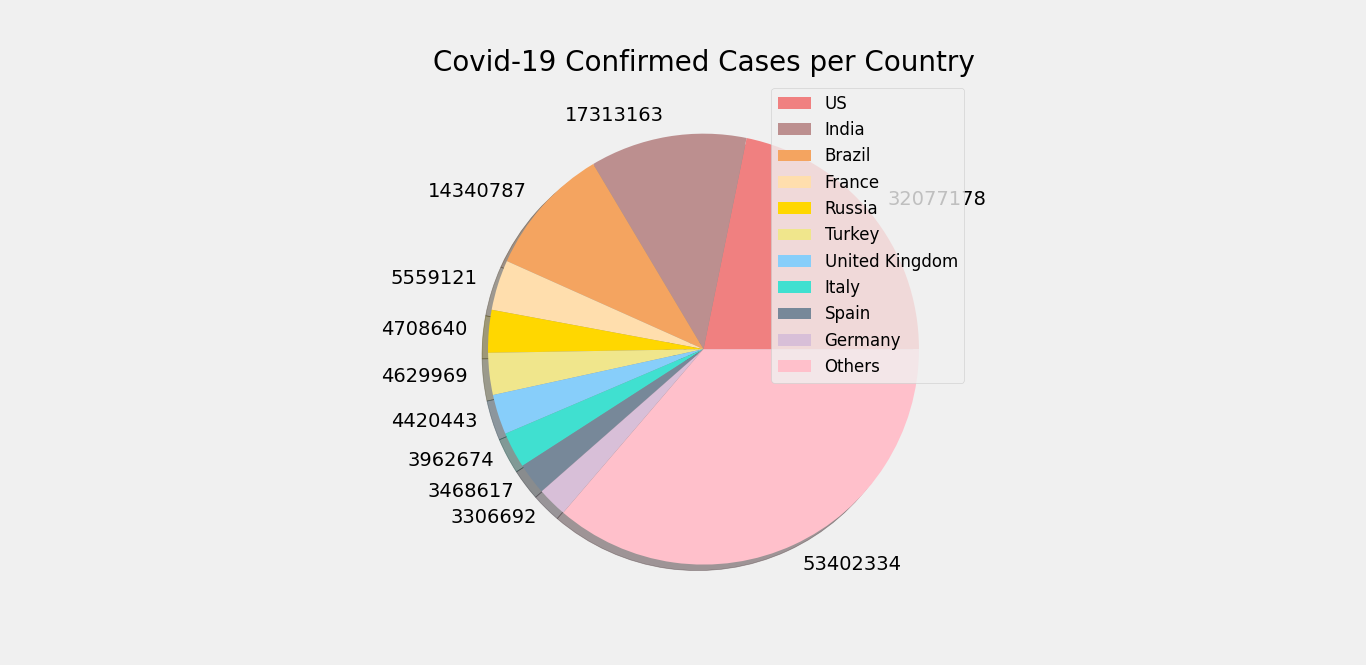 Covid-19 Confirmed Cases per Country
US
India
Brazil
France
Russia
Turkey
United Kingdom
Italy
Spain
Germany
Others
32077178
17313163
14340787
5559121
4708640
4629969
4420443
3962674
3468617
3306692
53402334